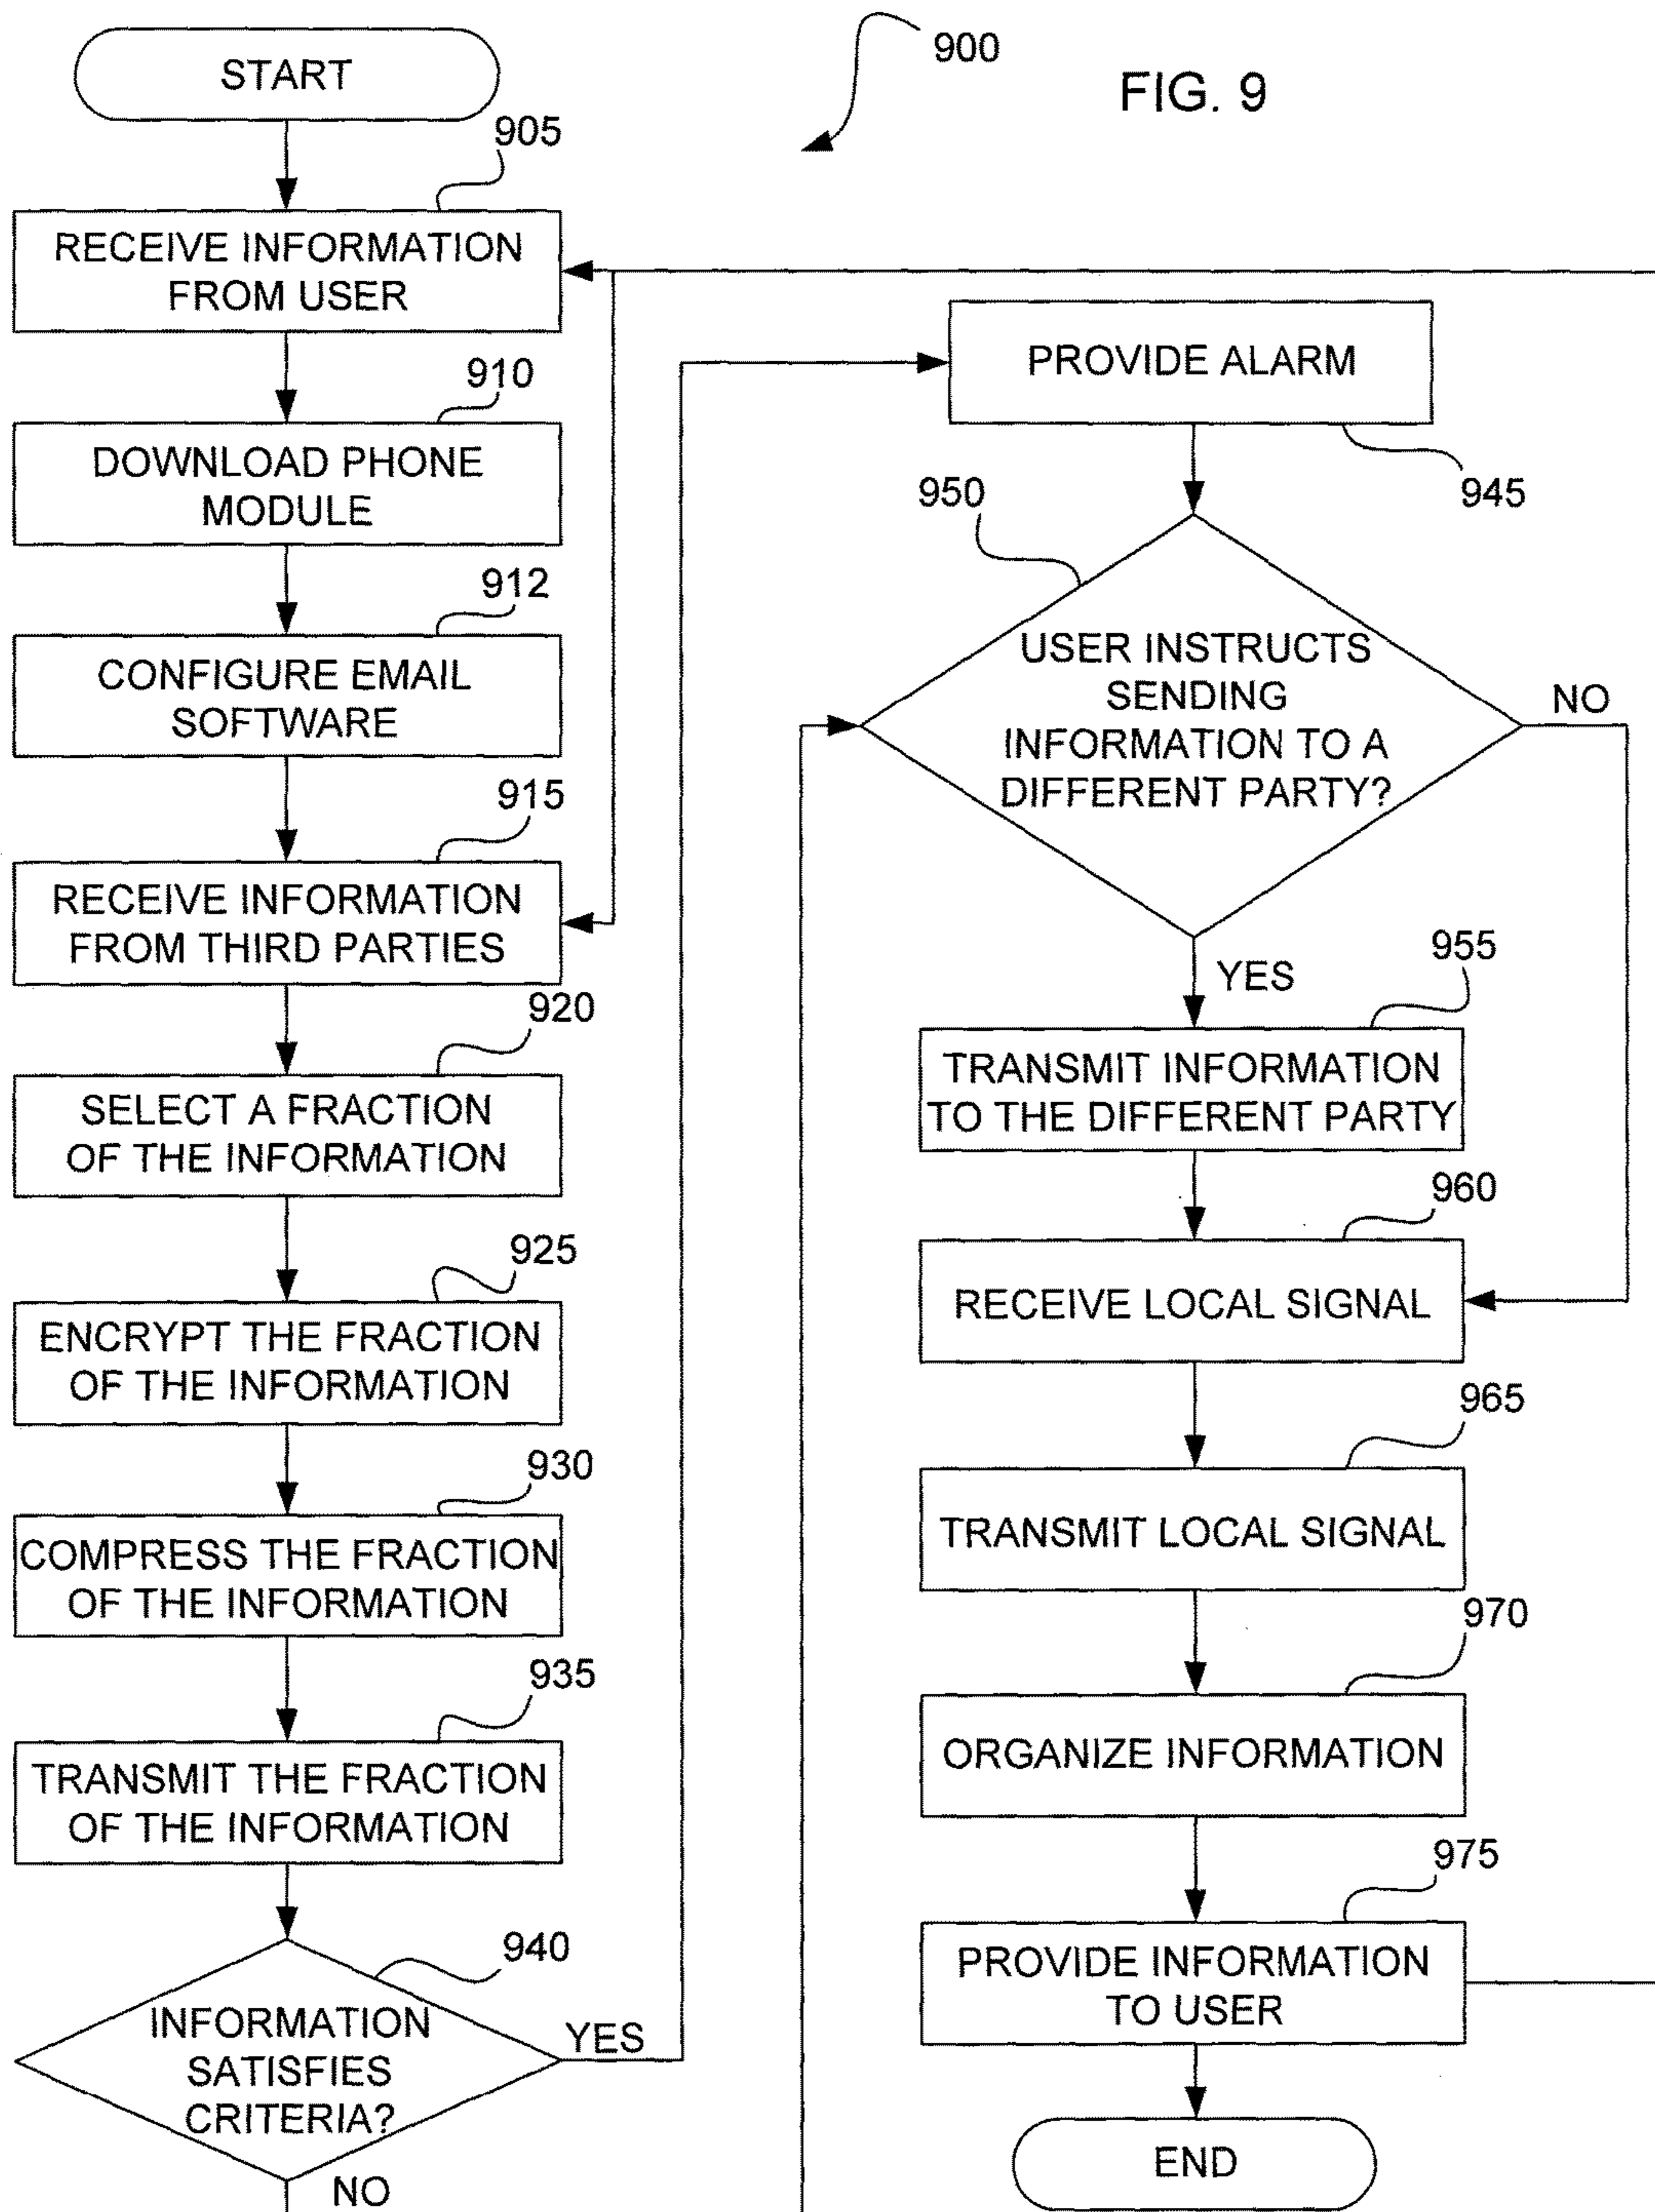 START
900
FIG. 9
905
RECEIVE INFORMATION
FROM USER
910
DOWNLOAD PHONE
MODULE
912
CONFIGURE EMAIL
SOFTWARE
915
RECEIVE INFORMATION
FROM THIRD PARTIES
920
SELECT A FRACTION
OF THE INFORMATION
925
ENCRYPT THE FRACTION
OF THE INFORMATION
930
COMPRESS THE FRACTION
OF THE INFORMATION
935
TRANSMIT THE FRACTION
OF THE INFORMATION
940
INFORMATION
SATISFIES
CRITERIA?
YES
NO
PROVIDE ALARM
945
950
USER INSTRUCTS
SENDING
INFORMATION TO A
DIFFERENT PARTY?
NO
YES
955
TRANSMIT INFORMATION
TO THE DIFFERENT PARTY
960
RECEIVE LOCAL SIGNAL
965
TRANSMIT LOCAL SIGNAL
970
ORGANIZE INFORMATION
975
PROVIDE INFORMATION
TO USER
END